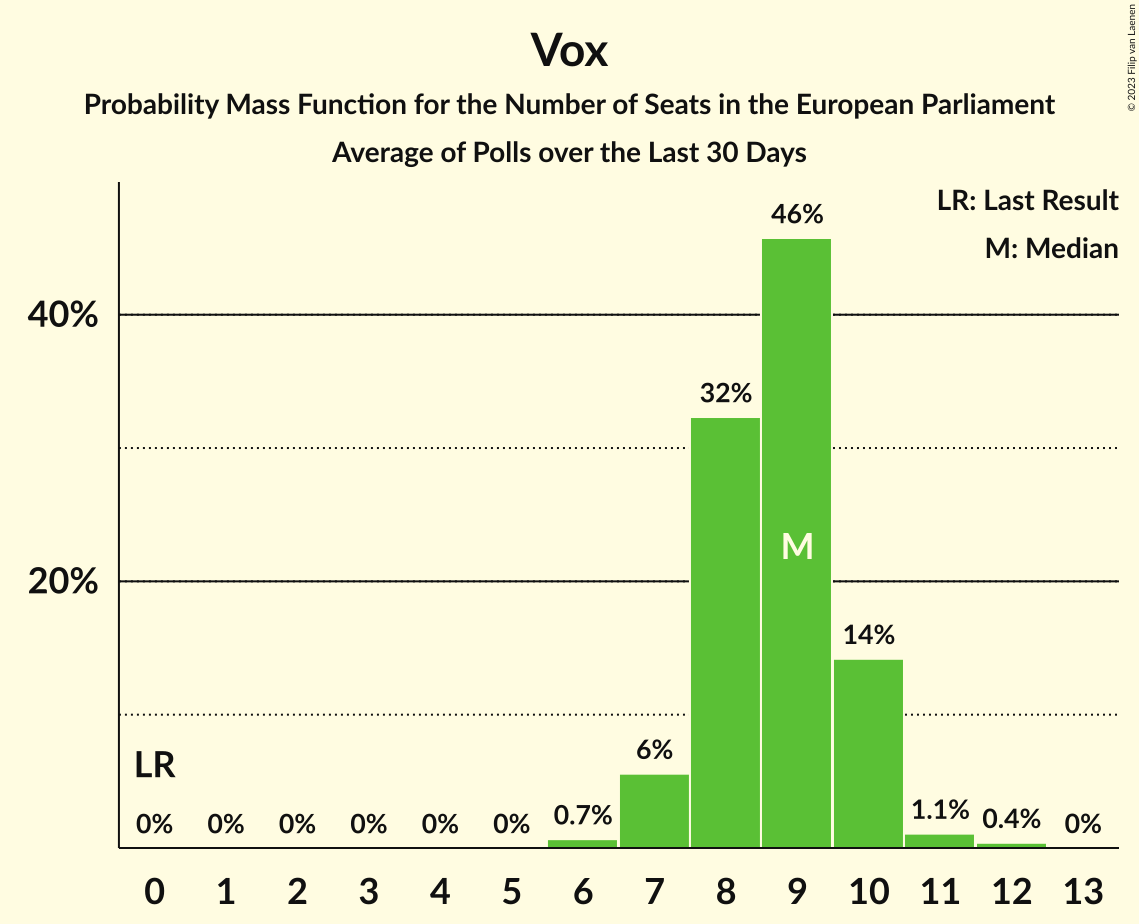 Vox
Probability Mass Function for the Number of Seats in the European Parliament
Average of Polls over the Last 30 Days
© 2023 Filip van Laenen
LR: Last Result
M: Median
46%
40%
32%
M
20%
14%
6%
LR
0% 0% 0% 0% 0% 0% 0.7% 1.1% 0.4% 0%
0 1 2 3 4 5 6 7 8 9 10 11 12 13